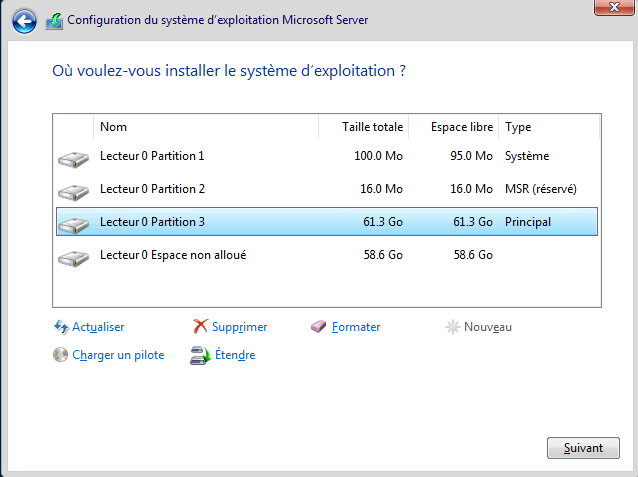 Configuration du système d'exploitation Microsoft Server
Où voulez-vous installer le système d'exploitation ?
Nom Taille totale Espace libre Type
Lecteur 0 Partition 1 100.0 Mo 95.0 Mo Système
Lecteur 0 Partition 2 16.0 Mo 16.0 Mo MSR (réservé)
Lecteur 0 Partition 3 61.3 Go 61.3 Go Principal
Lecteur 0 Espace non alloué 58.6 Go 58.6 Go
Actualiser Supprimer Formater Nouveau
Charger un pilote Étendre
Suivant